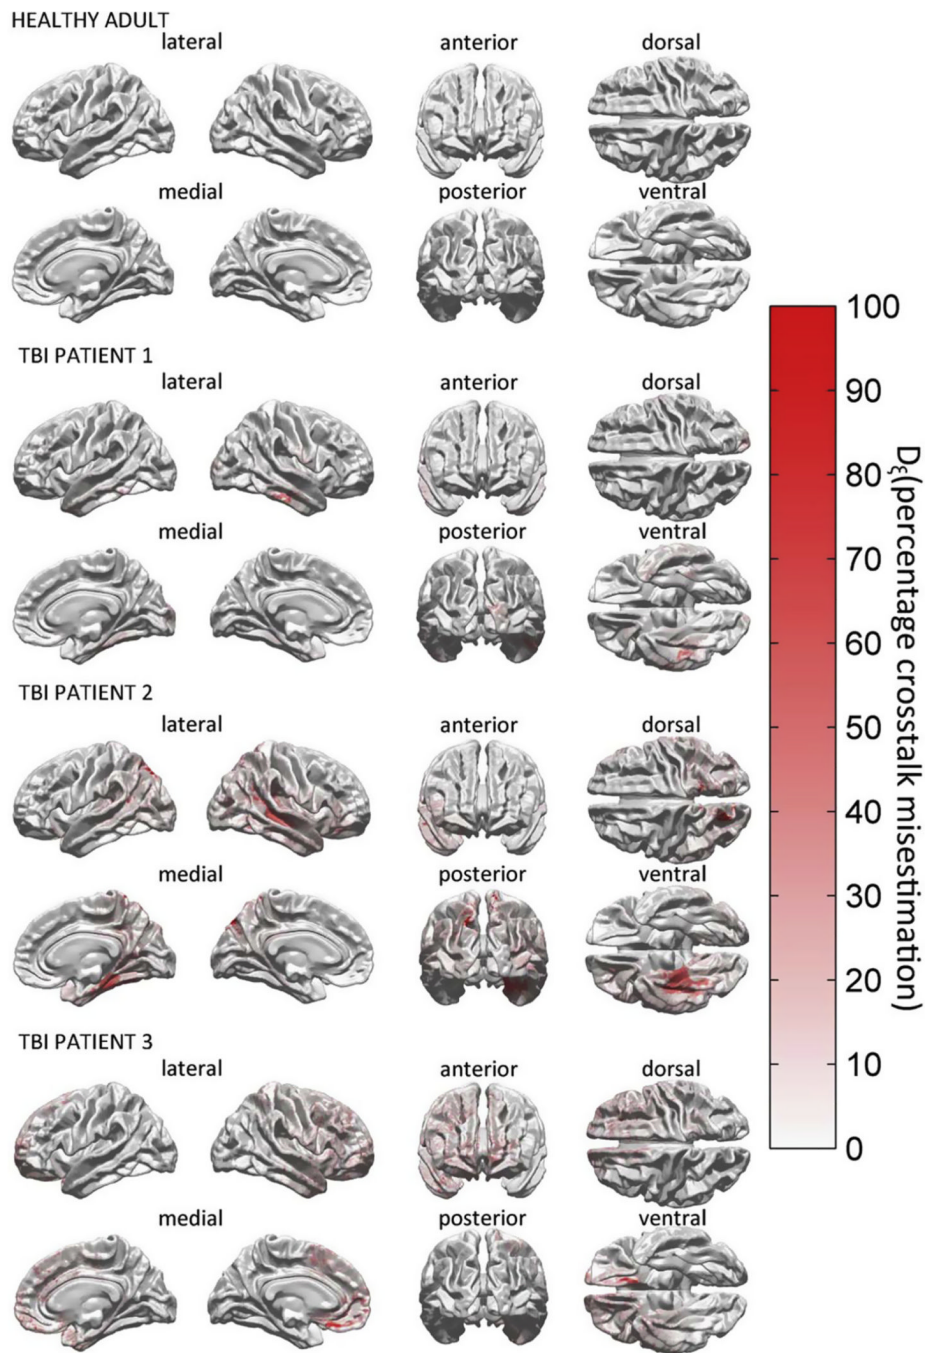 HEALTHY ADULT
lateral
anterior
dorsal
medial
posterior
ventral
TBI PATIENT 1
lateral
anterior
dorsal
medial
posterior
ventral
TBI PATIENT 2
lateral
anterior
dorsal
medial
posterior
ventral
TBI PATIENT 3
lateral
anterior
dorsal
medial
posterior
ventral
100
90
80
70
60
50
40
30
20
10
0
Dξ(percentage crosstalk misestimation)